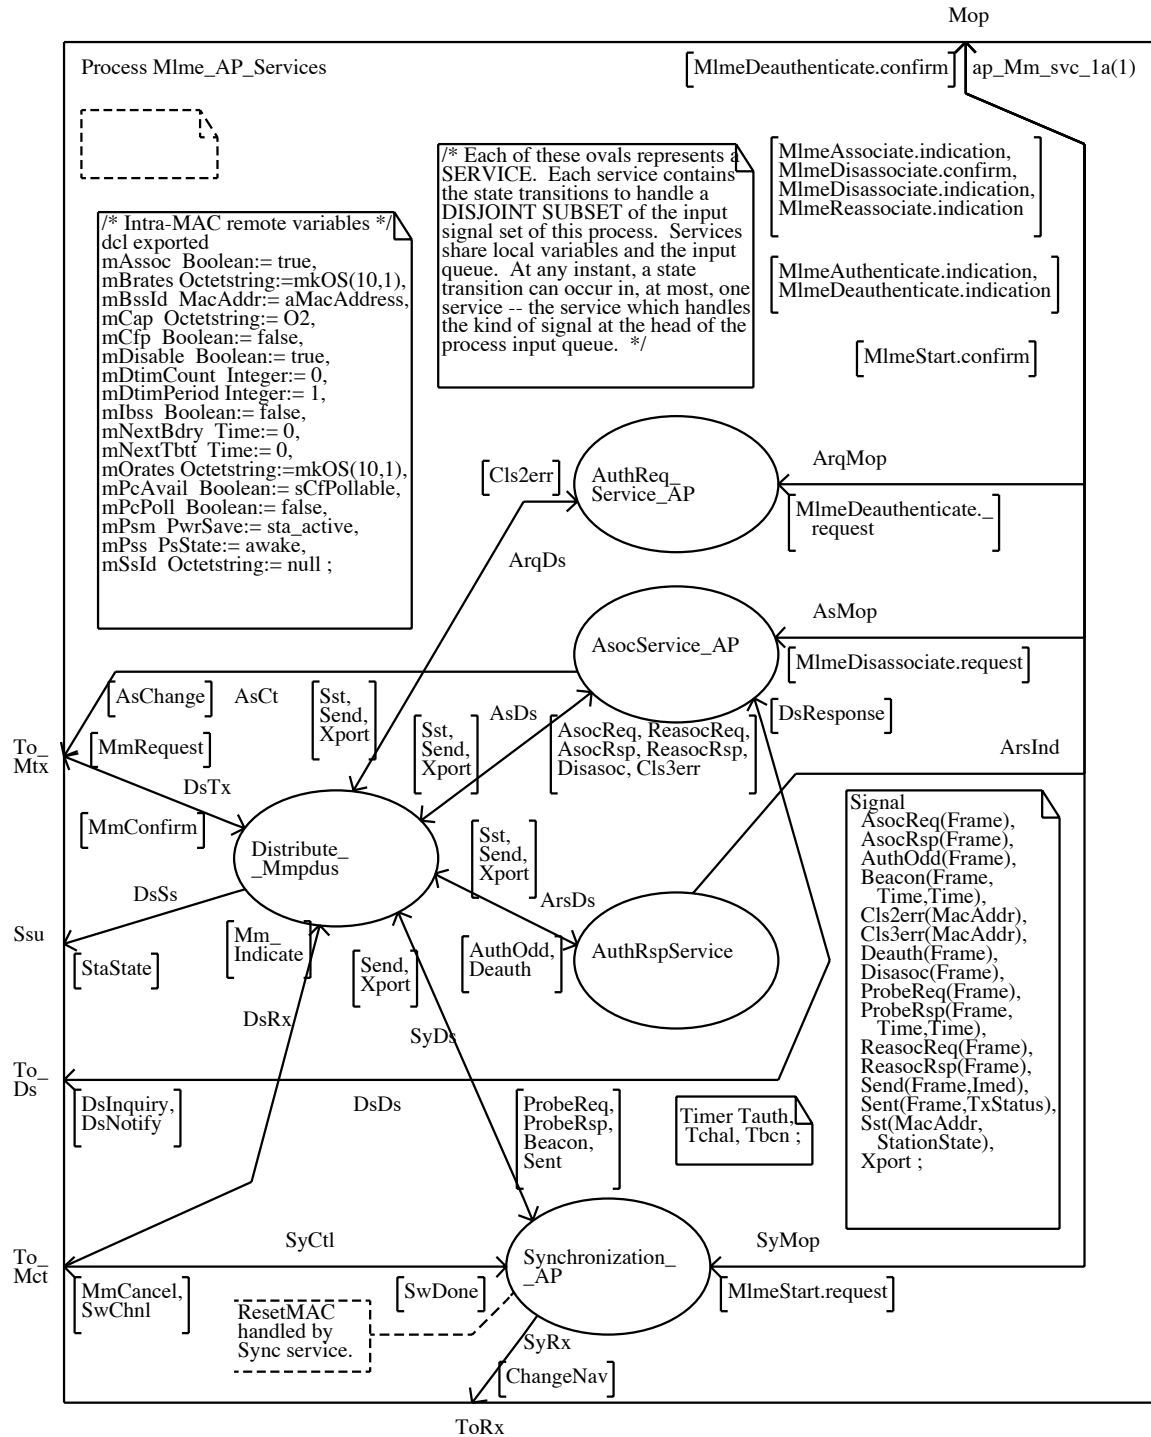 Mop
Process Mlme_AP_Services
[MlmeDeauthenticate.confirm]
ap_Mm_svc_1a(1)
/* Each of these ovals represents a
SERVICE.  Each service contains
the state transitions to handle a
DISJOINT SUBSET of the input
signal set of this process.  Services
share local variables and the input
queue.  At any instant, a state
transition can occur in, at most, one
service -- the service which handles
the kind of signal at the head of the
process input queue.  */
[MlmeAssociate.indication,
MlmeDisassociate.confirm,
MlmeDisassociate.indication,
MlmeReassociate.indication]
[MlmeAuthenticate.indication,
MlmeDeauthenticate.indication]
[MlmeStart.confirm]
/* Intra-MAC remote variables */
dcl exported
mAssoc  Boolean:= true,
mBrates Octetstring:=mkOS(10,1),
mBssId  MacAddr:= aMacAddress,
mCap  Octetstring:= O2,
mCfp  Boolean:= false,
mDisable  Boolean:= true,
mDtimCount  Integer:= 0,
mDtimPeriod Integer:= 1,
mIbss  Boolean:= false,
mNextBdry  Time:= 0,
mNextTbtt  Time:= 0,
mOrates Octetstring:=mkOS(10,1),
mPcAvail  Boolean:= sCfPollable,
mPcPoll  Boolean:= false,
mPsm  PwrSave:= sta_active,
mPss  PsState:= awake,
mSsId  Octetstring:= null ;
[Cls2err]
AuthReq_
Service_AP
ArqMop
[MlmeDeauthenticate._
request]
ArqDs
AsocService_AP
AsMop
[MlmeDisassociate.request]
[AsChange]
AsCt
[Sst,
Send,
Xport]
AsDs
[Sst,
Send,
Xport]
[AsocReq, ReasocReq,
AsocRsp, ReasocRsp,
Disasoc, Cls3err]
[DsResponse]
ArsInd
To_
Mtx
[MmRequest]
DsTx
[MmConfirm]
Distribute_
_Mmpdus
[Sst,
Send,
Xport]
ArsDs
[AuthOdd,
Deauth]
AuthRspService
DsSs
Ssu
[StaState]
[Mm_
Indicate]
[Send,
Xport]
DsRx
SyDs
Signal
AsocReq(Frame),
AsocRsp(Frame),
AuthOdd(Frame),
Beacon(Frame,
Time,Time),
Cls2err(MacAddr),
Cls3err(MacAddr),
Deauth(Frame),
Disasoc(Frame),
ProbeReq(Frame),
ProbeRsp(Frame,
Time,Time),
ReasocReq(Frame),
ReasocRsp(Frame),
Send(Frame,Imed),
Sent(Frame,TxStatus),
Sst(MacAddr,
StationState),
Xport ;
To_
Ds
[DsInquiry,
DsNotify]
DsDs
[ProbeReq,
ProbeRsp,
Beacon,
Sent]
Timer Tauth,
Tchal, Tbcn ;
To_
Mct
SyCtl
[MmCancel,
SwChnl]
[SwDone]
Synchronization_
_AP
SyMop
[MlmeStart.request]
ResetMAC
handled by
Sync service.
SyRx
[ChangeNav]
ToRx